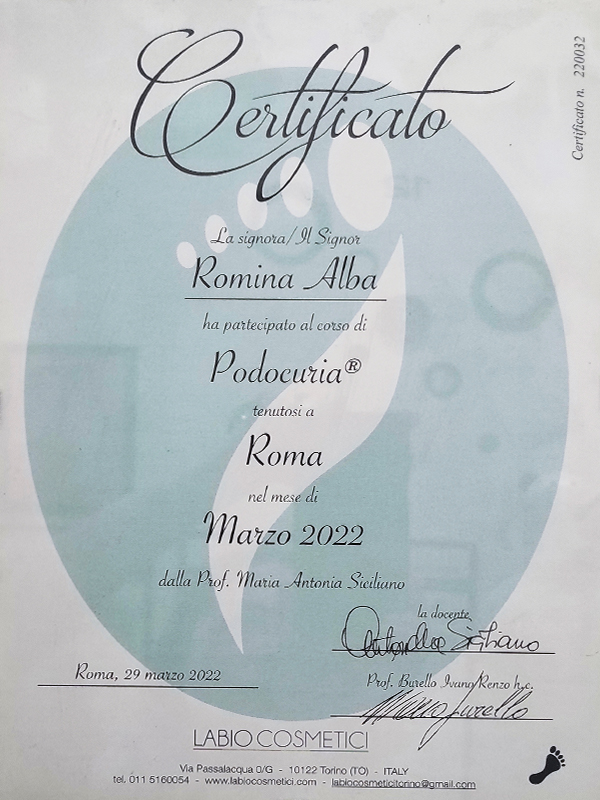 Certificato n. 220032
Certificato
La signora/Il Signor
Romina Alba
ha partecipato al corso di
Podocuria®
tenutosi a
Roma
nel mese di
Marzo 2022
dalla Prof. Maria Antonia Siciliano
la docente
Siciliano
Roma, 29 marzo 2022
Prof. Burello Ivano/Renzo h.c.
LABIO COSMETICI
Via Passalacqua 0/G - 10122 Torino (TO) - ITALY
tel. 011 5160054 - www.labiocosmetici.com - labiocosmeticitorino@gmail.com